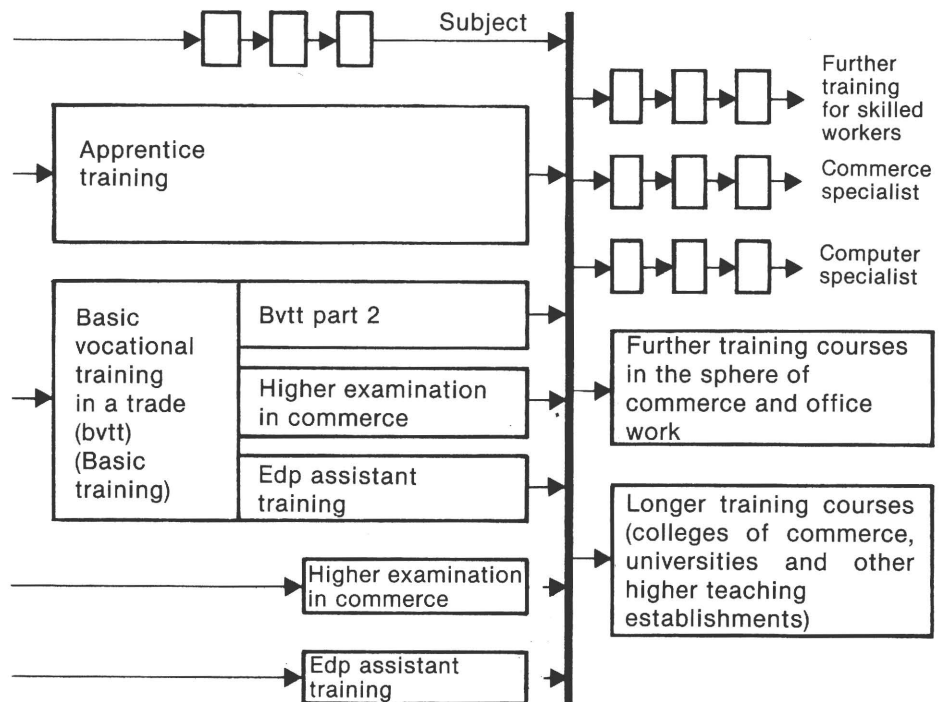 Subject
Apprentice
training
Basic
vocational
training
in a trade
(bvtt)
(Basic
training)
Bvtt part 2
Higher examination
in commerce
Edp assistant
training
Higher examination
in commerce
Edp assistant
training
Further
training
for skilled
workers
Commerce
specialist
Computer
specialist
Further training courses
in the sphere of
commerce and office
work
Longer training courses
(colleges of commerce,
universities and other
higher teaching
establishments)